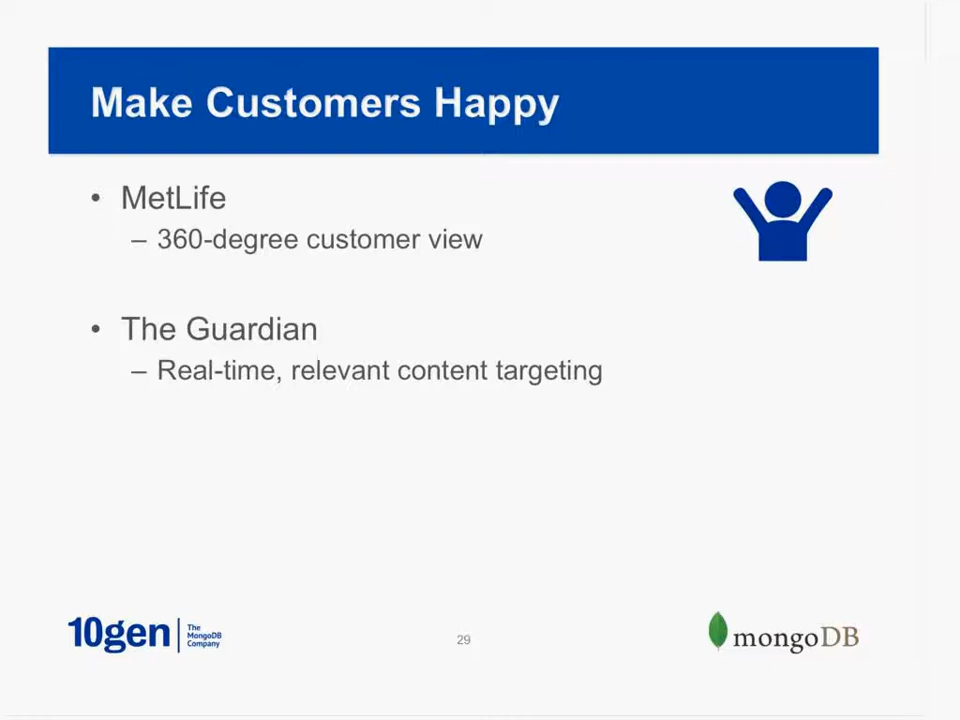 Make Customers Happy
• MetLife
– 360-degree customer view
• The Guardian
– Real-time, relevant content targeting
10gen
The
MongoDB
Company
29
mongoDB